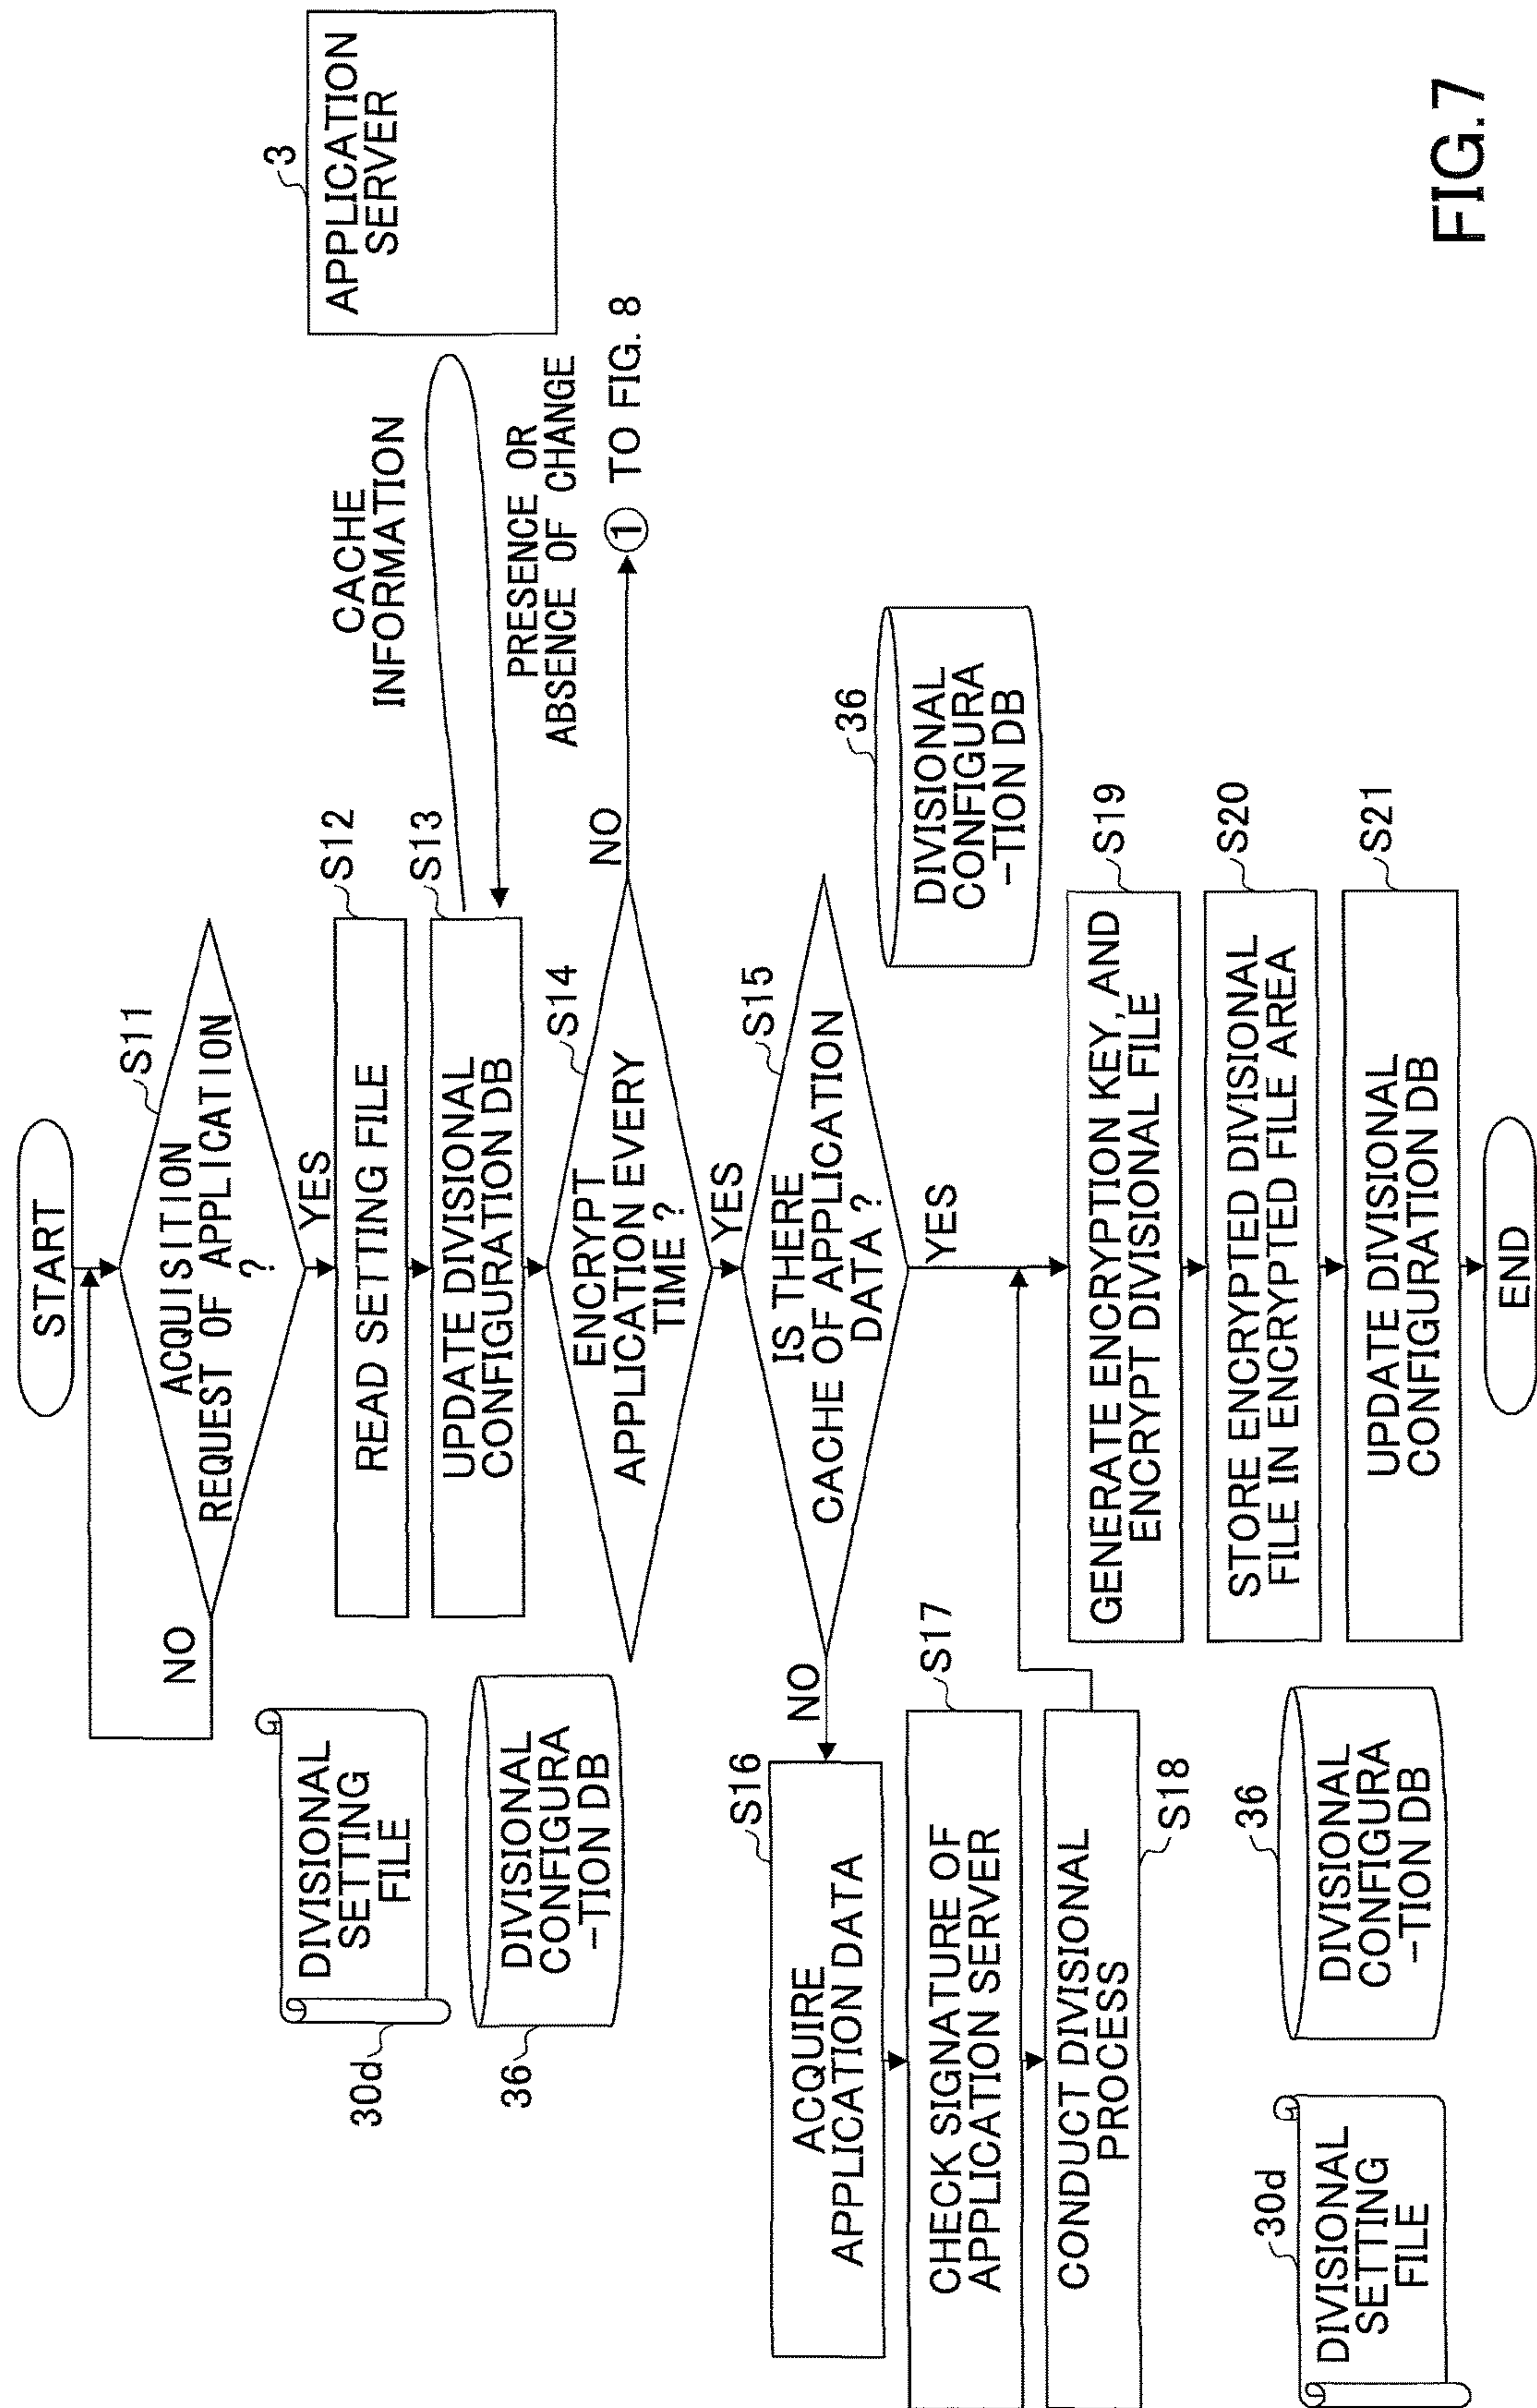 START
ACQUISITION
REQUEST OF APPLICATION
?
S11
NO
YES
READ SETTING FILE
S12
DIVISIONAL
SETTING
FILE
30d
UPDATE DIVISIONAL
CONFIGURATION DB
S13
CACHE
INFORMATION
PRESENCE OR
ABSENCE OF CHANGE
3
APPLICATION
SERVER
DIVISIONAL
CONFIGURA
-TION DB
36
ENCRYPT
APPLICATION EVERY
TIME ?
S14
NO
1 TO FIG. 8
YES
IS THERE
CACHE OF APPLICATION
DATA ?
S15
36
DIVISIONAL
CONFIGURA
-TION DB
NO
YES
S16
ACQUIRE
APPLICATION DATA
CHECK SIGNATURE OF
APPLICATION SERVER
S17
CONDUCT DIVISIONAL
PROCESS
S18
GENERATE ENCRYPTION KEY, AND
ENCRYPT DIVISIONAL FILE
S19
STORE ENCRYPTED DIVISIONAL
FILE IN ENCRYPTED FILE AREA
S20
30d
DIVISIONAL
SETTING
FILE
36
DIVISIONAL
CONFIGURA
-TION DB
UPDATE DIVISIONAL
CONFIGURATION DB
S21
END
FIG.7